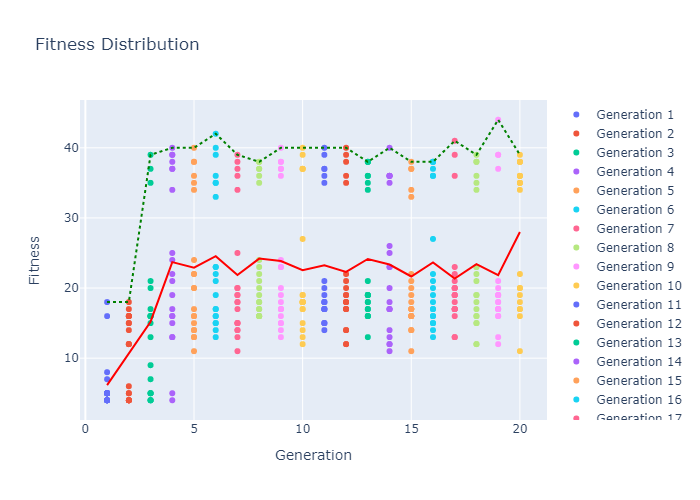 Fitness Distribution
Fitness
40
30
20
10
0
5
10
15
20
Generation
Generation 1
Generation 2
Generation 3
Generation 4
Generation 5
Generation 6
Generation 7
Generation 8
Generation 9
Generation 10
Generation 11
Generation 12
Generation 13
Generation 14
Generation 15
Generation 16
Generation 17